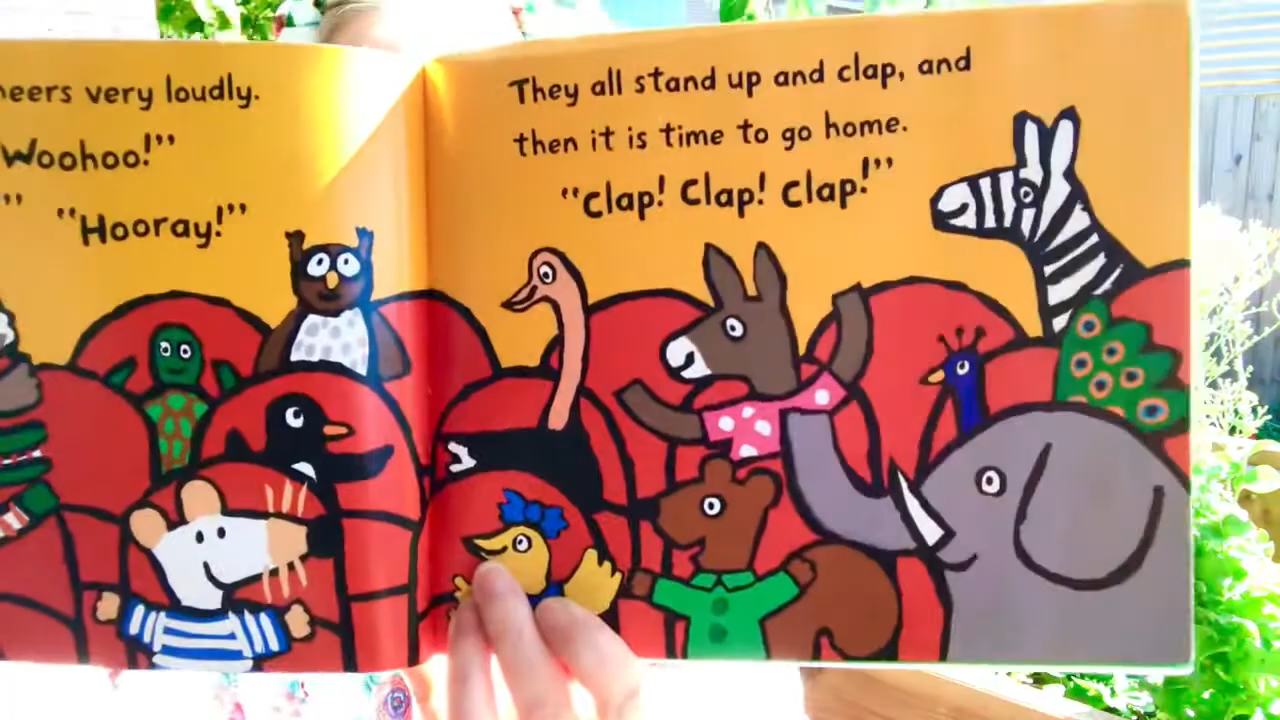 very loudly.
Woohoo!”
” “Hooray!”
They all stand up and clap, and
then it is time to go home.
“Clap! Clap! Clap!”